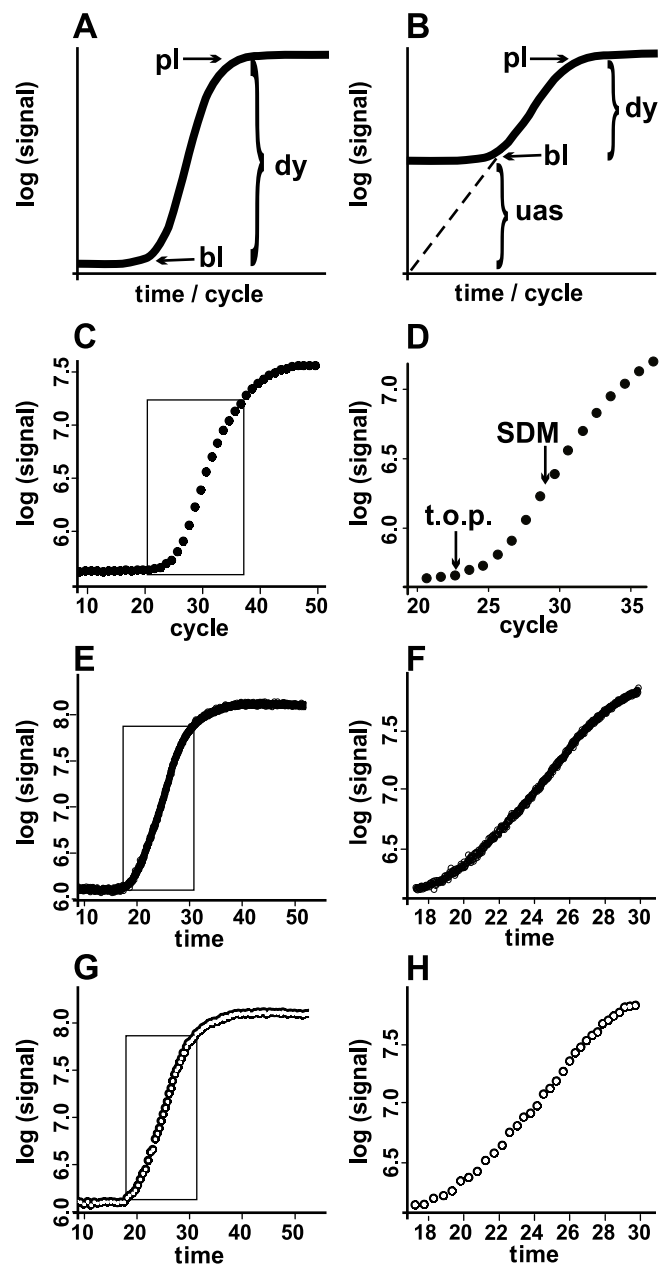 A
pl
dy
bl
log (signal)
time / cycle
B
pl
dy
bl
uas
log (signal)
time / cycle
C
log (signal)
7.5
7.0
6.5
6.0
10 20 30 40 50
cycle
D
log (signal)
7.0
6.5
6.0
SDM
t.o.p.
20 25 30 35
cycle
E
log (signal)
8.0
7.5
7.0
6.5
6.0
10 20 30 40 50
time
F
log (signal)
7.5
7.0
6.5
18 20 22 24 26 28 30
time
G
log (signal)
8.0
7.5
7.0
6.5
6.0
10 20 30 40 50
time
H
log (signal)
7.5
7.0
6.5
18 20 22 24 26 28 30
time